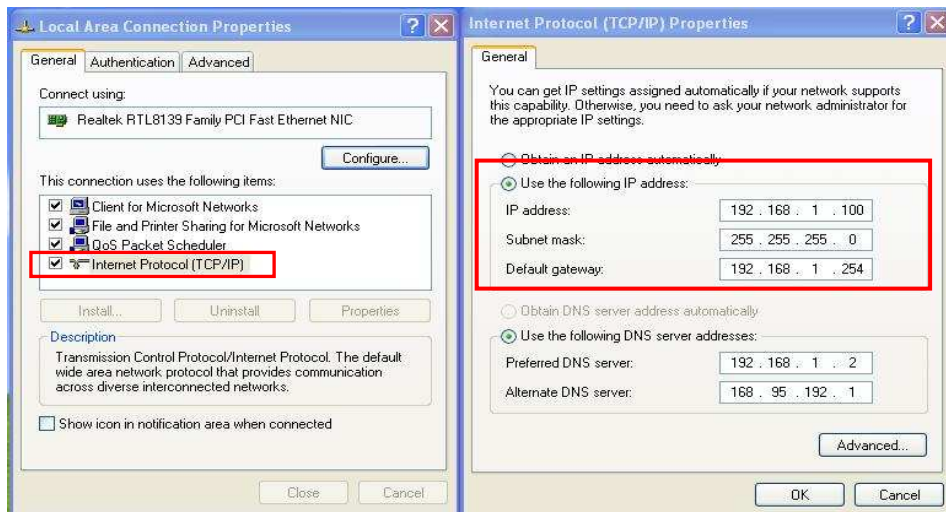 Local Area Connection Properties
General Authentication Advanced
Connect using:
Realtek RTL8139 Family PCI Fast Ethernet NIC
Configure...
This connection uses the following items:
Client for Microsoft Networks
File and Printer Sharing for Microsoft Networks
QoS Packet Scheduler
Internet Protocol (TCP/IP)
Install... Uninstall Properties
Description
Transmission Control Protocol/Internet Protocol. The default
wide area network protocol that provides communication
across diverse interconnected networks.
Show icon in notification area when connected
Close Cancel
Internet Protocol (TCP/IP) Properties
General
You can get IP settings assigned automatically if your network supports
this capability. Otherwise, you need to ask your network administrator for
the appropriate IP settings.
Obtain an IP address automatically
Use the following IP address:
IP address: 192 . 168 . 1 . 100
Subnet mask: 255 . 255 . 255 . 0
Default gateway: 192 . 168 . 1 . 254
Obtain DNS server address automatically
Use the following DNS server addresses:
Preferred DNS server: 192 . 168 . 1 . 2
Alternate DNS server: 168 . 95 . 192 . 1
Advanced...
OK Cancel